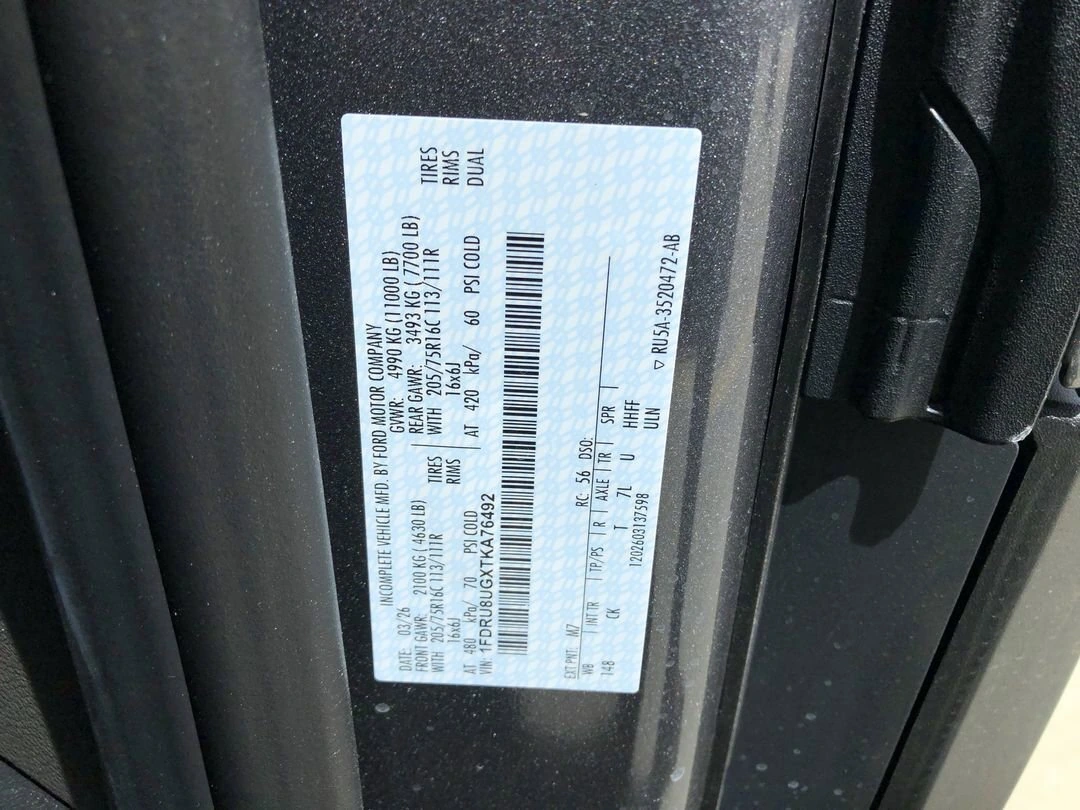 INCOMPLETE VEHICLE MFD. BY FORD MOTOR COMPANY
DATE: 03/26 GVWR: 4990 KG (11000 LB)
FRONT GAWR: 2100 KG ( 4630 LB) REAR GAWR: 3493 KG ( 7700 LB)
WITH 205/75R16C 113/111R TIRES WITH 205/75R16C 113/111R TIRES
16x6J RIMS 16x6J RIMS
AT 480 kPa/ 70 PSI COLD AT 420 kPa/ 60 PSI COLD DUAL
VIN: 1FDRU8UGXTKA76492
EXT PNT: M7 RC: 56 DSO:
WB | INT TR | TP/PS | R | AXLE | TR | SPR |
148 CK T 7L U HHFF
1202603137598 ULN
▽ RU5A-3520472-AB